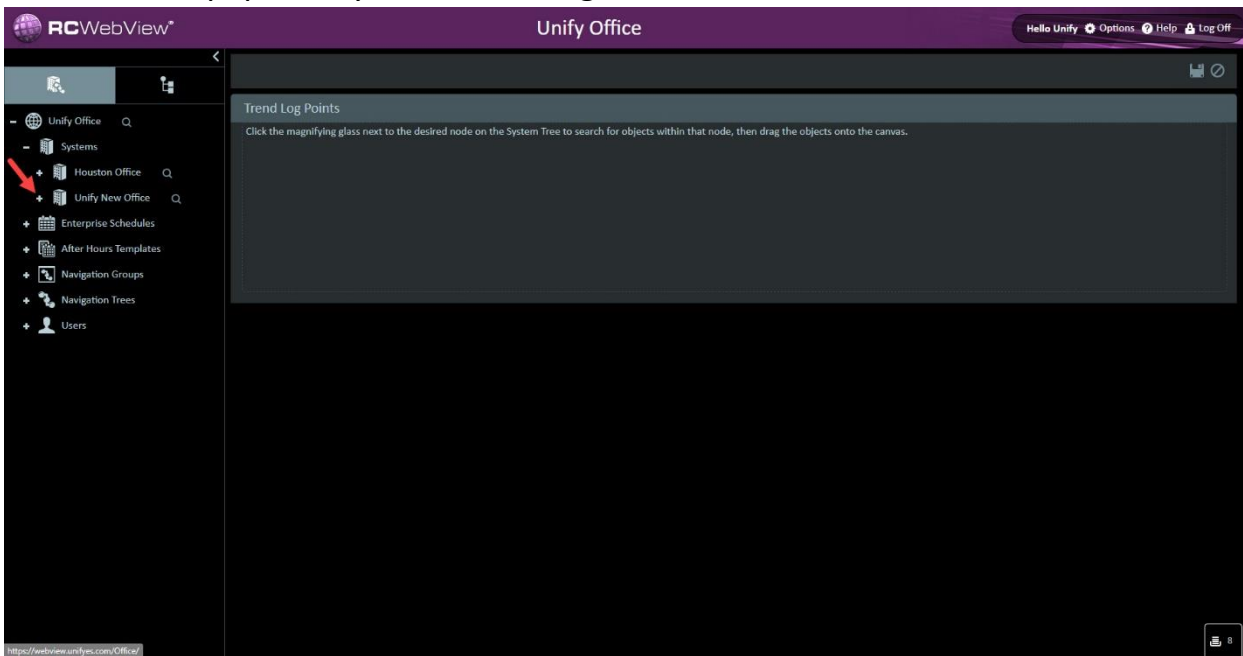 RCWebView*
Unify Office
Hello Unify Options Help Log Off
Unify Office
Systems
Houston Office
Unify New Office
Enterprise Schedules
After Hours Templates
Navigation Groups
Navigation Trees
Users
Trend Log Points
Click the magnifying glass next to the desired node on the System Tree to search for objects within that node, then drag the objects onto the canvas.
8
https://webview.unifyes.com/Office/